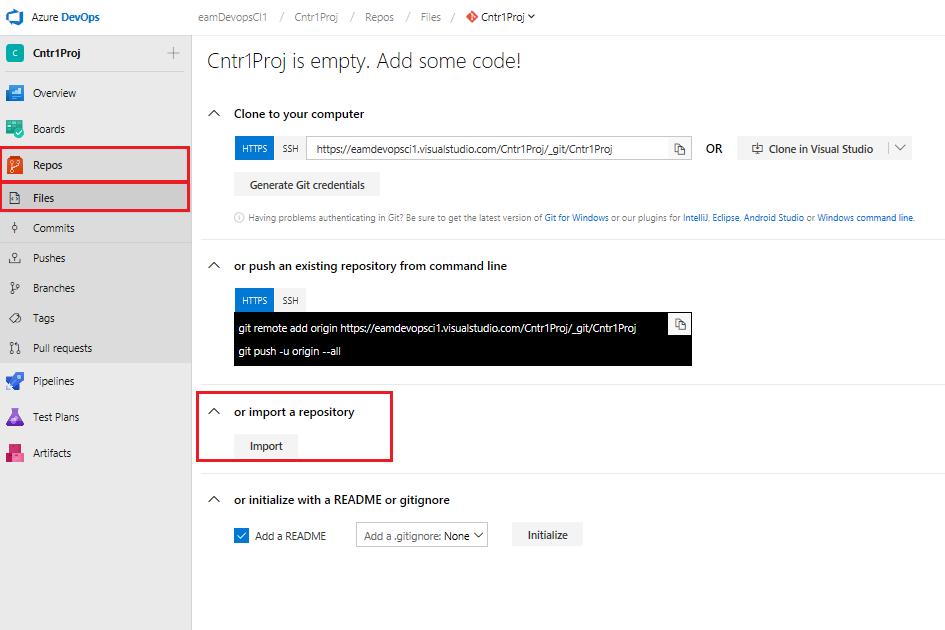 Azure DevOps
eamDevopsCI1 / Cntr1Proj / Repos / Files / Cntr1Proj
C Cntr1Proj
Overview
Boards
Repos
Files
Commits
Pushes
Branches
Tags
Pull requests
Pipelines
Test Plans
Artifacts
Cntr1Proj is empty. Add some code!
Clone to your computer
HTTPS SSH https://eamdevopsci1.visualstudio.com/Cntr1Proj/_git/Cntr1Proj OR Clone in Visual Studio
Generate Git credentials
Having problems authenticating in Git? Be sure to get the latest version of Git for Windows or our plugins for IntelliJ, Eclipse, Android Studio or Windows command line.
or push an existing repository from command line
HTTPS SSH
git remote add origin https://eamdevopsci1.visualstudio.com/Cntr1Proj/_git/Cntr1Proj
git push -u origin --all
or import a repository
Import
or initialize with a README or gitignore
Add a README Add a .gitignore: None Initialize